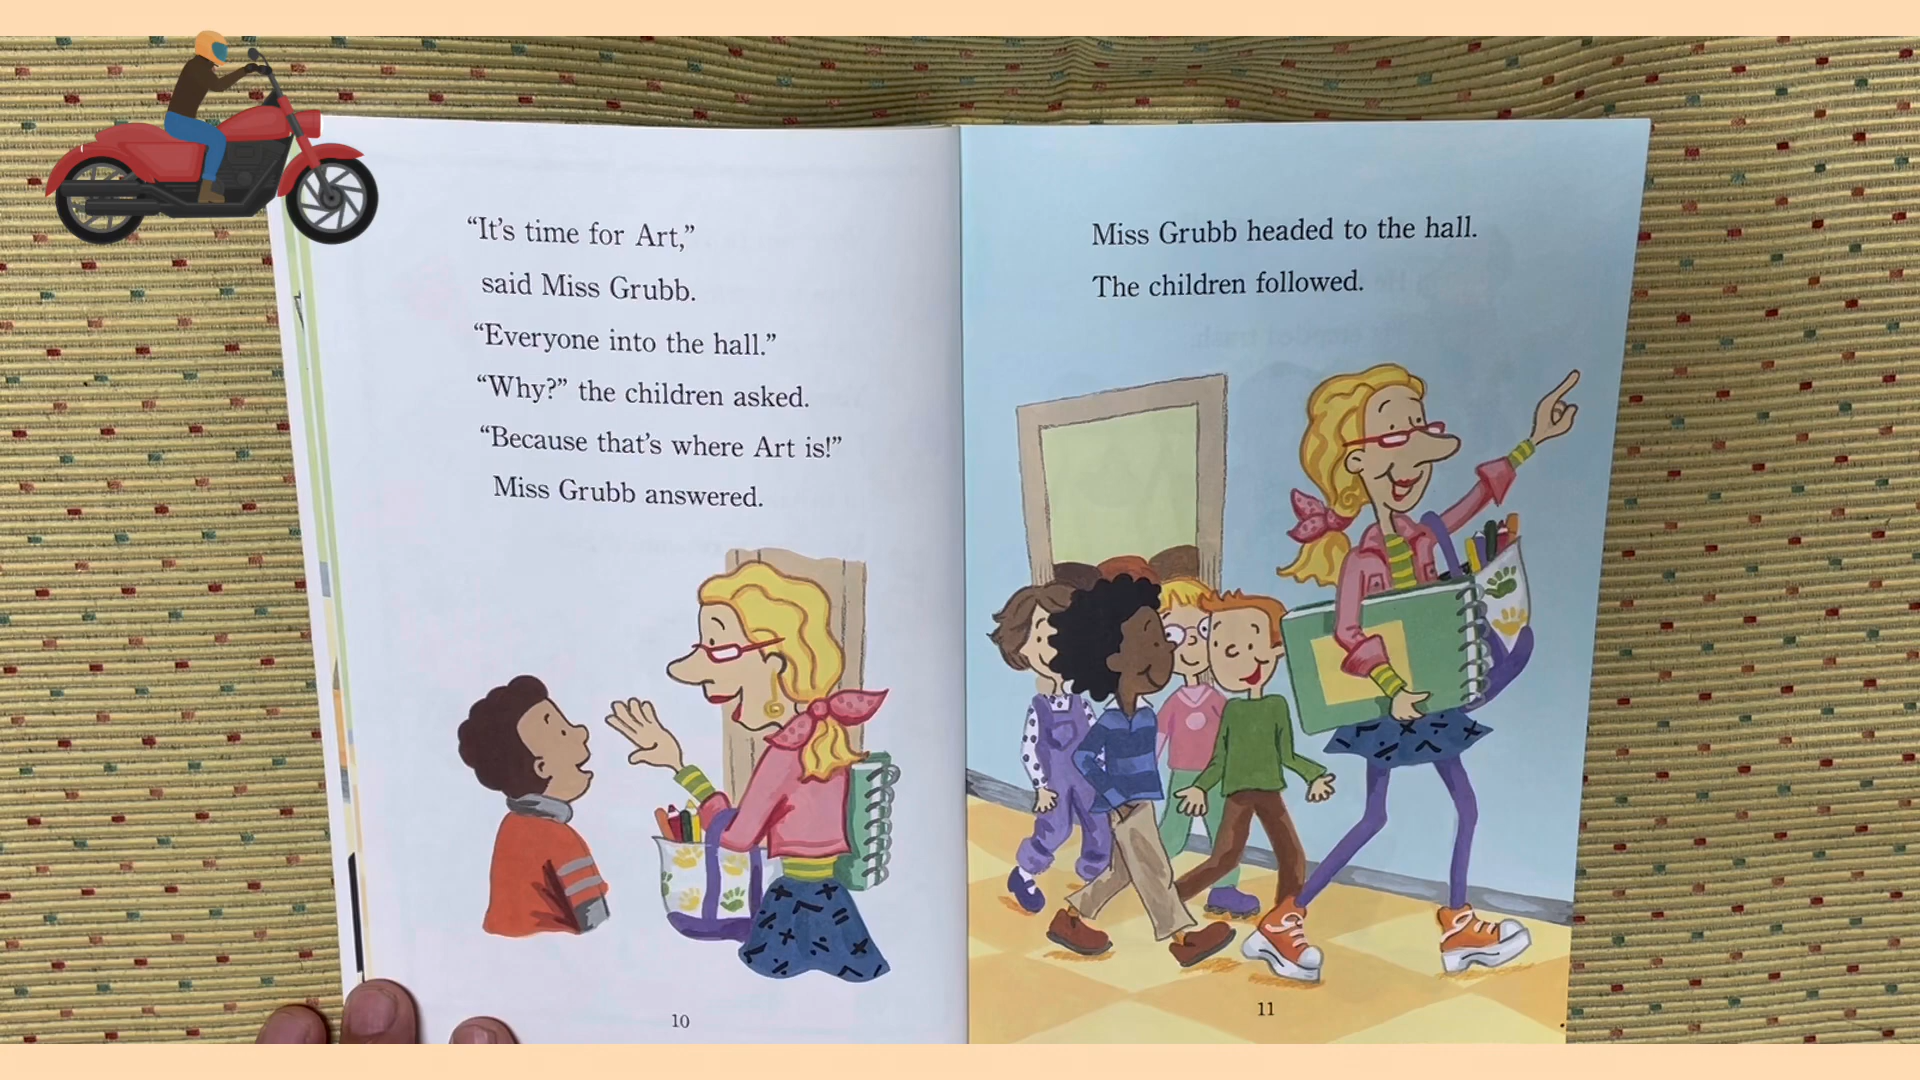 “It’s time for Art,”
said Miss Grubb.
“Everyone into the hall.”
“Why?” the children asked.
“Because that’s where Art is!”
Miss Grubb answered.
10
Miss Grubb headed to the hall.
The children followed.
11